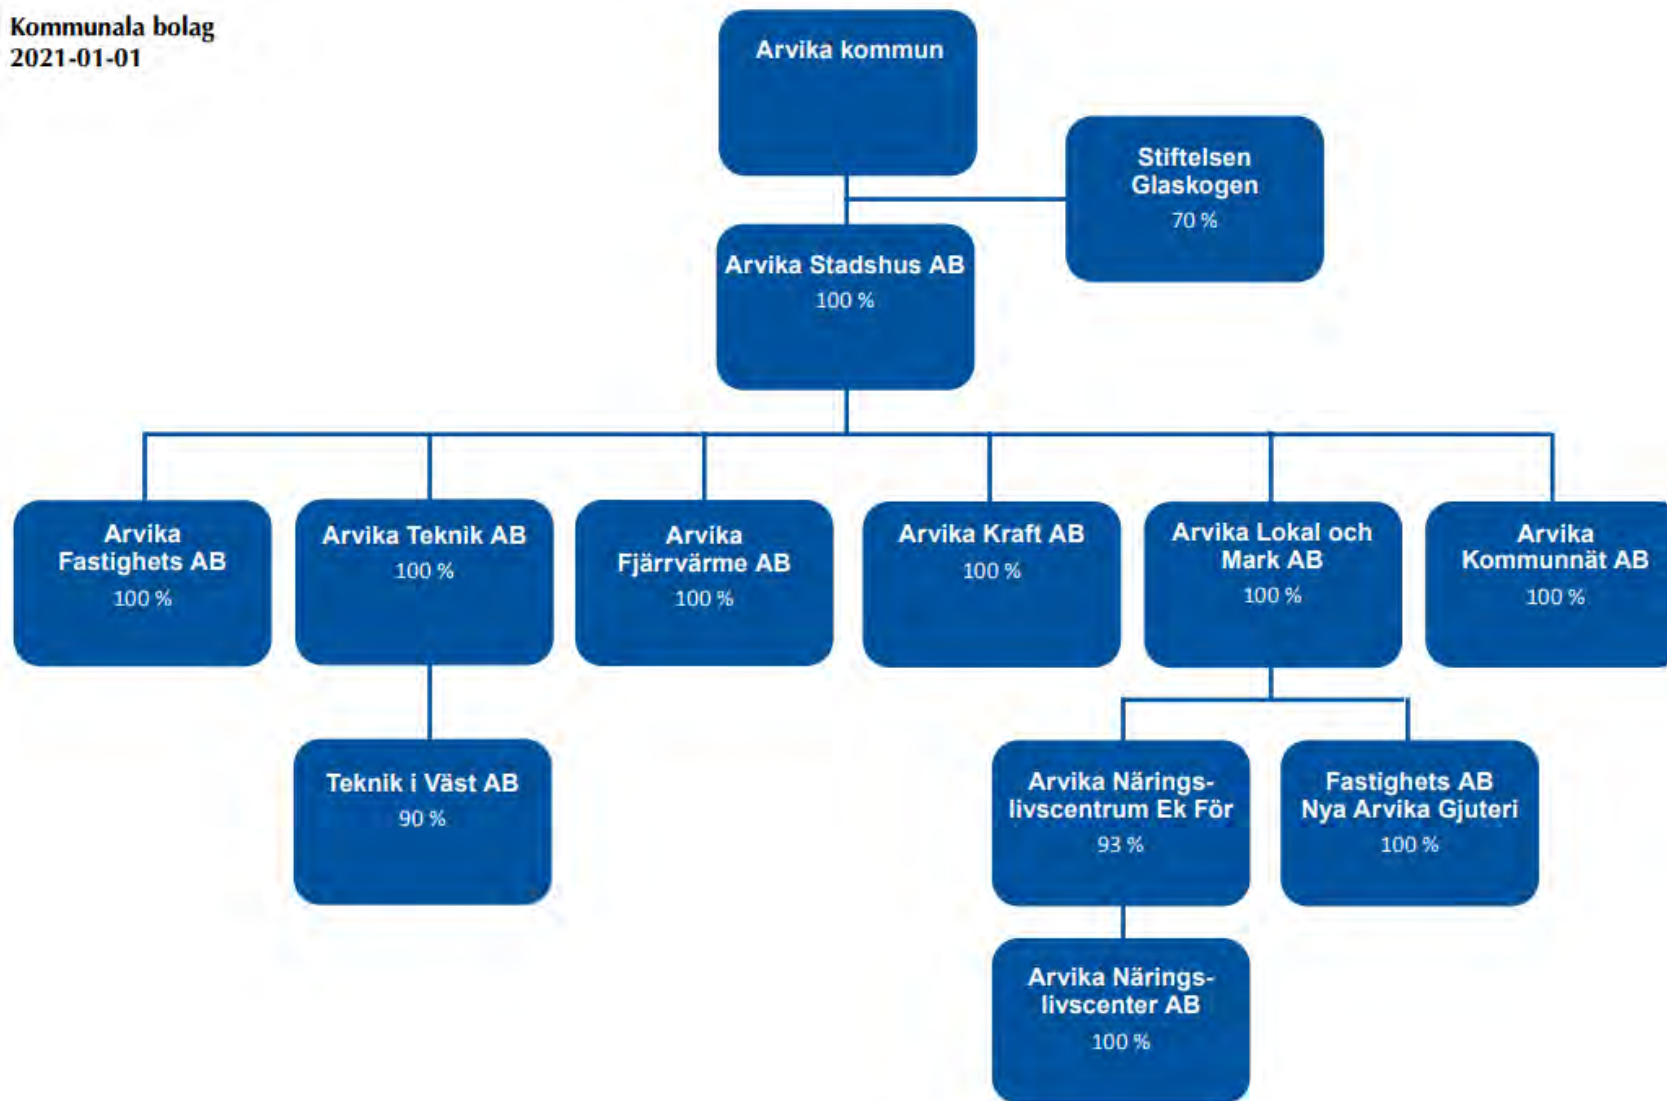 Kommunala bolag
2021-01-01
Arvika kommun
Stiftelsen
Glaskogen
70 %
Arvika Stadshus AB
100 %
Arvika
Fastighets AB
100 %
Arvika Teknik AB
100 %
Arvika
Fjärrvärme AB
100 %
Arvika Kraft AB
100 %
Arvika Lokal och
Mark AB
100 %
Arvika
Kommunnät AB
100 %
Teknik i Väst AB
90 %
Arvika Närings-
livscentrum Ek För
93 %
Fastighets AB
Nya Arvika Gjuteri
100 %
Arvika Närings-
livscenter AB
100 %